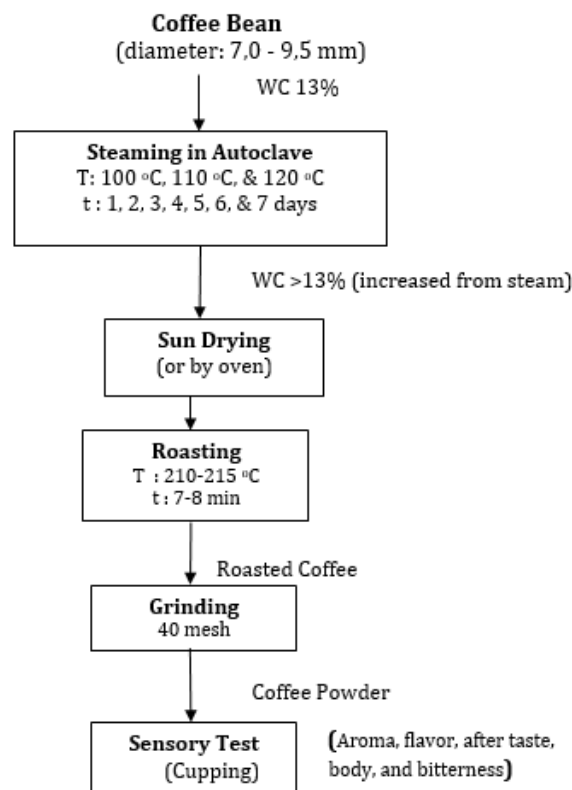 Coffee Bean
(diameter: 7,0 - 9,5 mm)
WC 13%
Steaming in Autoclave
T: 100 °C, 110 °C, & 120 °C
t : 1, 2, 3, 4, 5, 6, & 7 days
WC >13% (increased from steam)
Sun Drying
(or by oven)
Roasting
T : 210-215 °C
t : 7-8 min
Roasted Coffee
Grinding
40 mesh
Coffee Powder
Sensory Test
(Cupping)
(Aroma, flavor, after taste,
body, and bitterness)